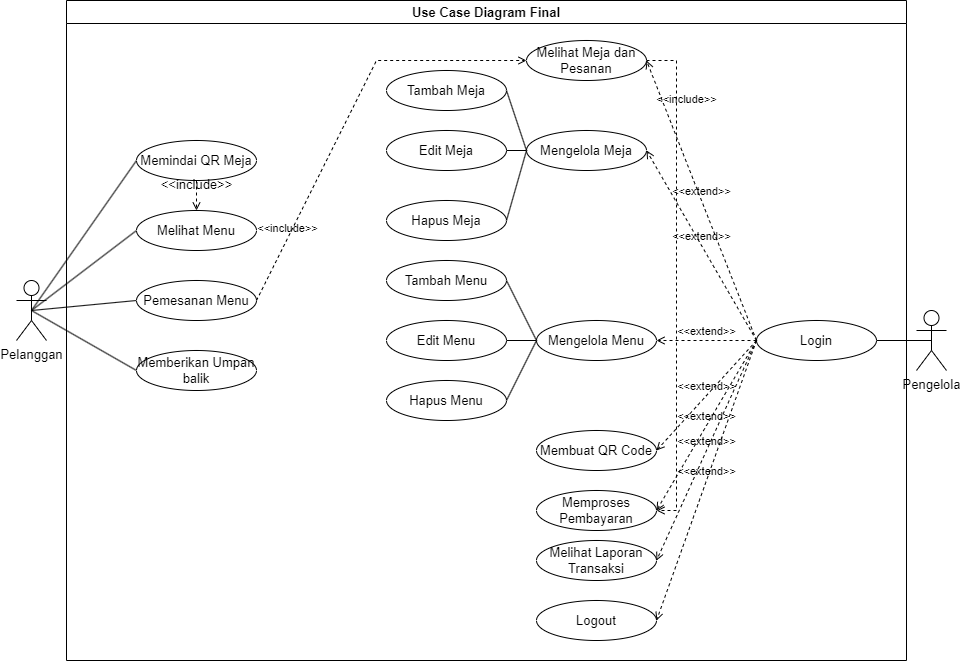 Use Case Diagram Final
Melihat Meja dan
Pesanan
Tambah Meja
<<include>>
Edit Meja
Mengelola Meja
Memindai QR Meja
<<include>>
<<extend>>
Hapus Meja
Melihat Menu
<<include>>
<<extend>>
Tambah Menu
Pemesanan Menu
<<extend>>
Edit Menu
Mengelola Menu
Login
Pelanggan
Memberikan Umpan
balik
Pengelola
<<extend>>
Hapus Menu
<<extend>>
<<extend>>
Membuat QR Code
<<extend>>
Memproses
Pembayaran
Melihat Laporan
Transaksi
Logout